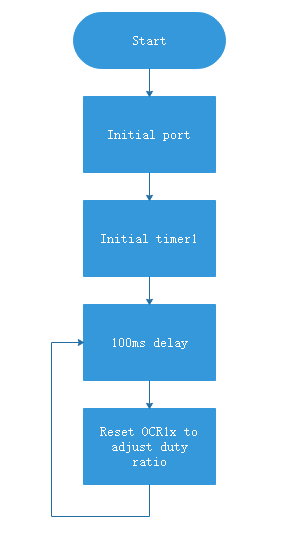 Start
Initial port
Initial timer1
100ms delay
Reset OCR1x to
adjust duty
ratio